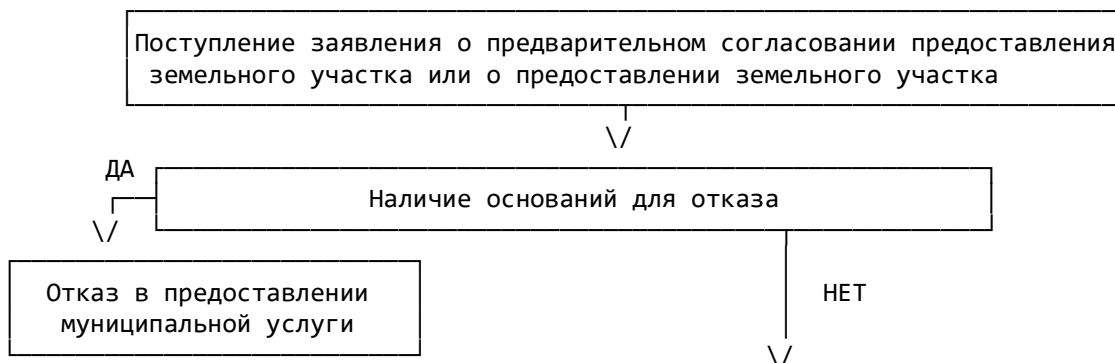 Поступление заявления о предварительном согласовании предоставления
земельного участка или о предоставлении земельного участка
ДА
Наличие оснований для отказа
Отказ в предоставлении
муниципальной услуги
НЕТ